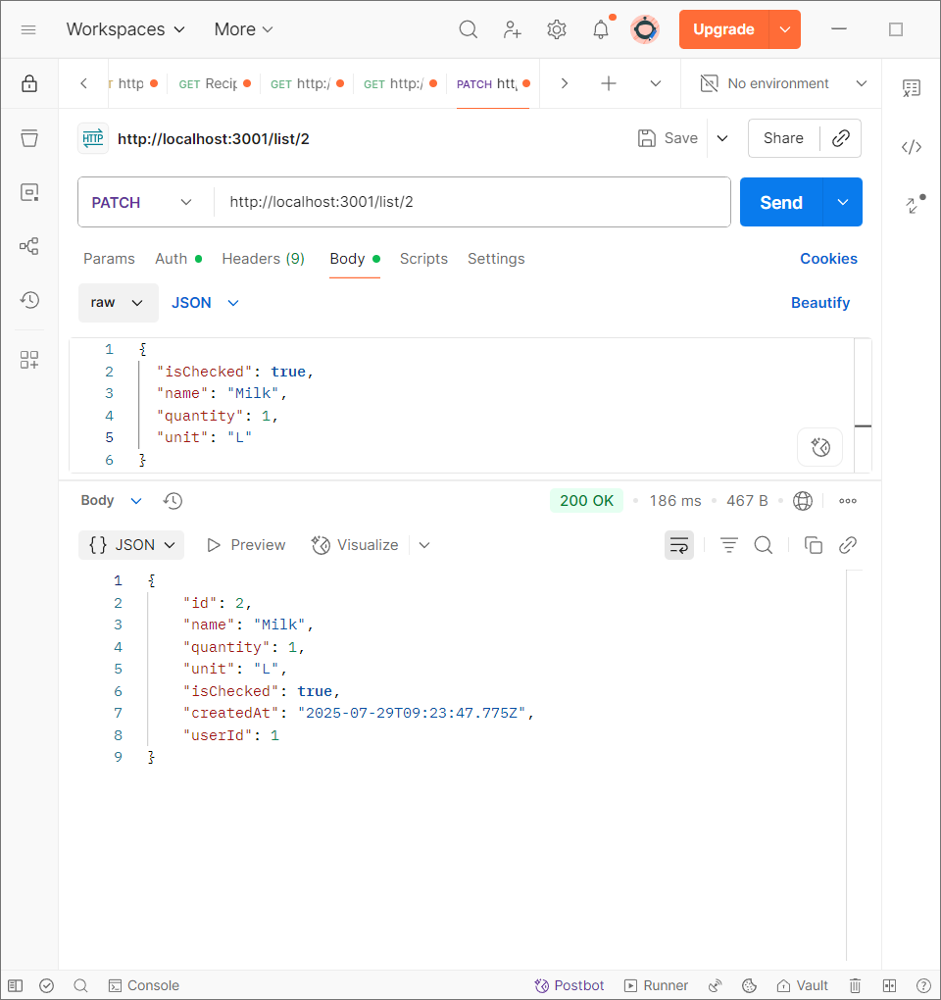 Workspaces More Upgrade
http GET Recip GET http:/ GET http:/ PATCH htt No environment
HTTP http://localhost:3001/list/2 Save Share
PATCH http://localhost:3001/list/2 Send
Params Auth Headers (9) Body Scripts Settings Cookies
raw JSON Beautify
1 {
2 "isChecked": true,
3 "name": "Milk",
4 "quantity": 1,
5 "unit": "L"
6 }
Body 200 OK 186 ms 467 B
{} JSON Preview Visualize
1 {
2 "id": 2,
3 "name": "Milk",
4 "quantity": 1,
5 "unit": "L",
6 "isChecked": true,
7 "createdAt": "2025-07-29T09:23:47.775Z",
8 "userId": 1
9 }
Console Postbot Runner Vault